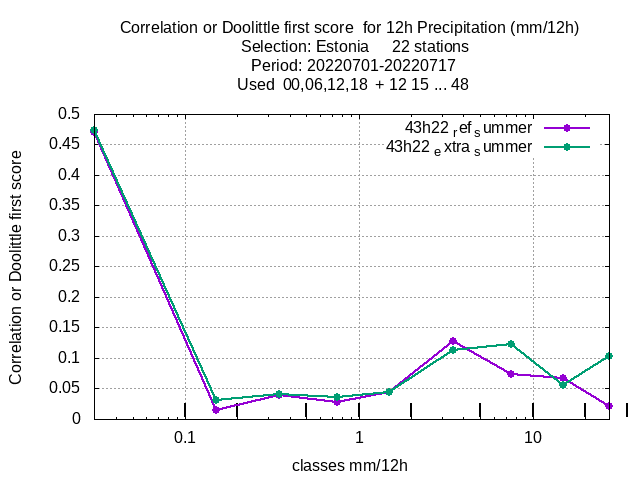 Correlation or Doolittle first score  for 12h Precipitation (mm/12h)
Selection: Estonia     22 stations
Period: 20220701-20220717
Used  00,06,12,18  + 12 15 ... 48
43h22 ref summer
43h22 extra summer
0.5
0.45
0.4
0.35
0.3
0.25
0.2
0.15
0.1
0.05
0
Correlation or Doolittle first score
0.1 1 10
classes mm/12h